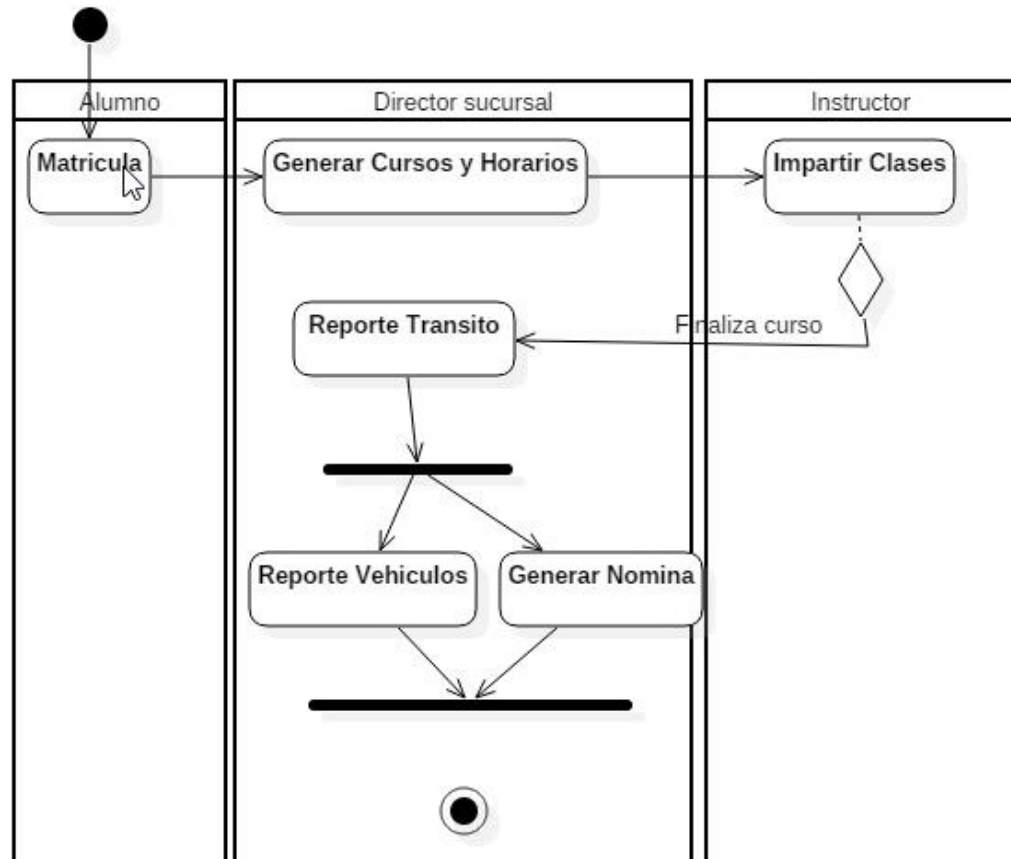 Alumno
Director sucursal
Instructor
Matricula
Generar Cursos y Horarios
Impartir Clases
Reporte Transito
Finaliza curso
Reporte Vehiculos
Generar Nomina